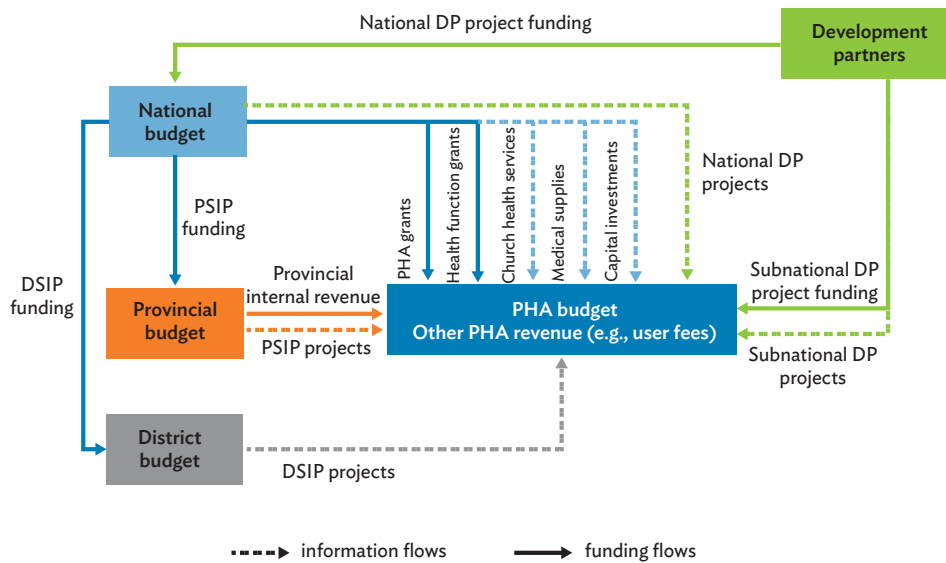 National DP project funding
Development
partners
National
budget
PHA grants
Health function grants
Church health services
Medical supplies
Capital investments
National DP
projects
PSIP
funding
DSIP
funding
Provincial
internal revenue
Provincial
budget
PSIP projects
PHA budget
Other PHA revenue (e.g., user fees)
Subnational DP
project funding
Subnational DP
projects
District
budget
DSIP projects
information flows
funding flows